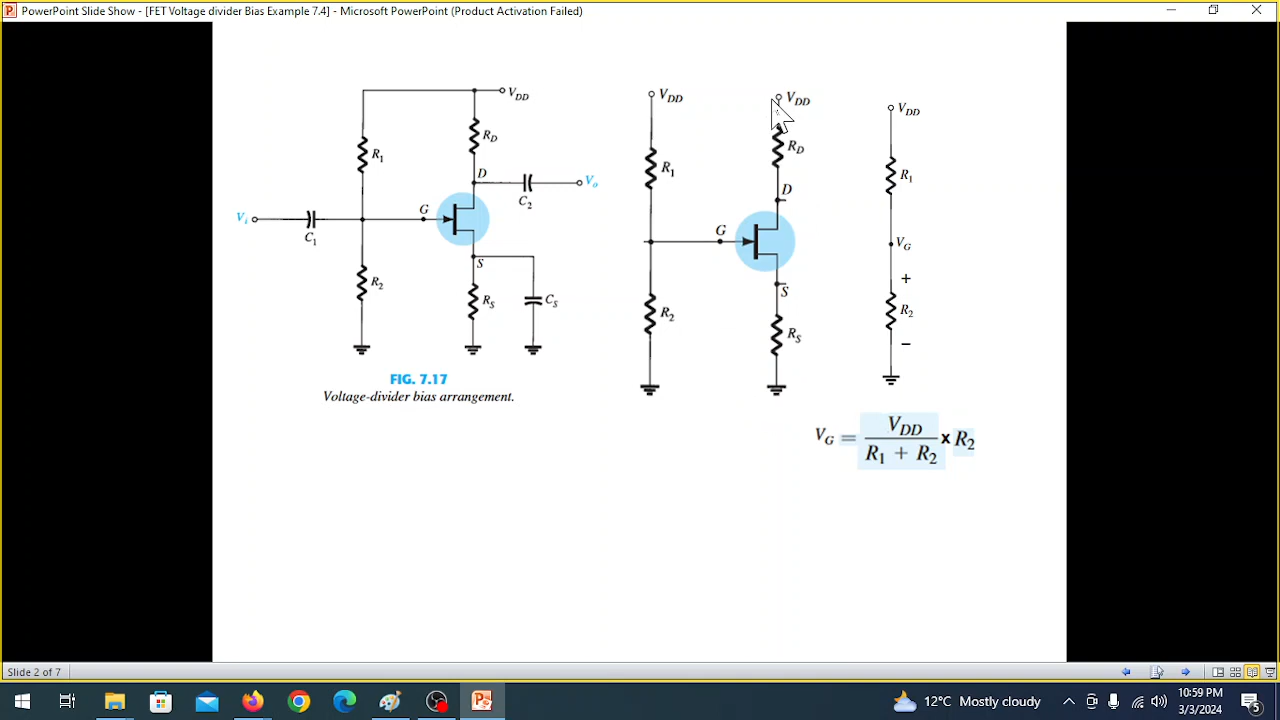 PowerPoint Slide Show - [FET Voltage divider Bias Example 7.4] - Microsoft PowerPoint (Product Activation Failed)
V_DD
R_D
R_1
D
V_o
C_2
G
V_i
C_1
S
R_2
R_S
C_S
FIG. 7.17
Voltage-divider bias arrangement.
V_DD
V_DD
R_D
R_1
D
G
S
R_2
R_S
V_DD
R_1
V_G
+
R_2
−
V_G = V_DD / (R_1 + R_2) x R_2
Slide 2 of 7
12°C Mostly cloudy
10:59 PM
3/3/2024
5